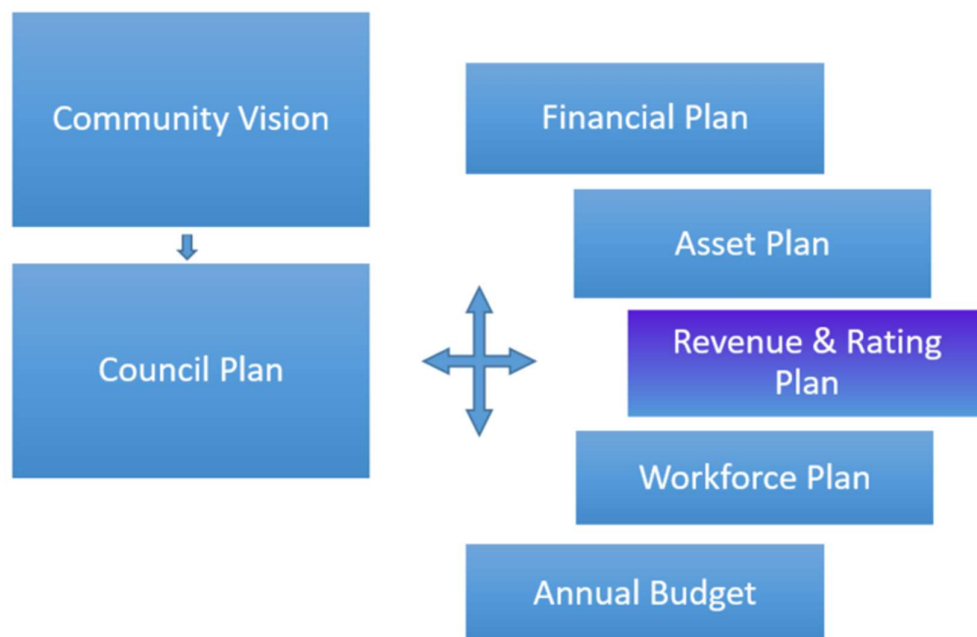 Community Vision
Council Plan
Financial Plan
Asset Plan
Revenue & Rating
Plan
Workforce Plan
Annual Budget